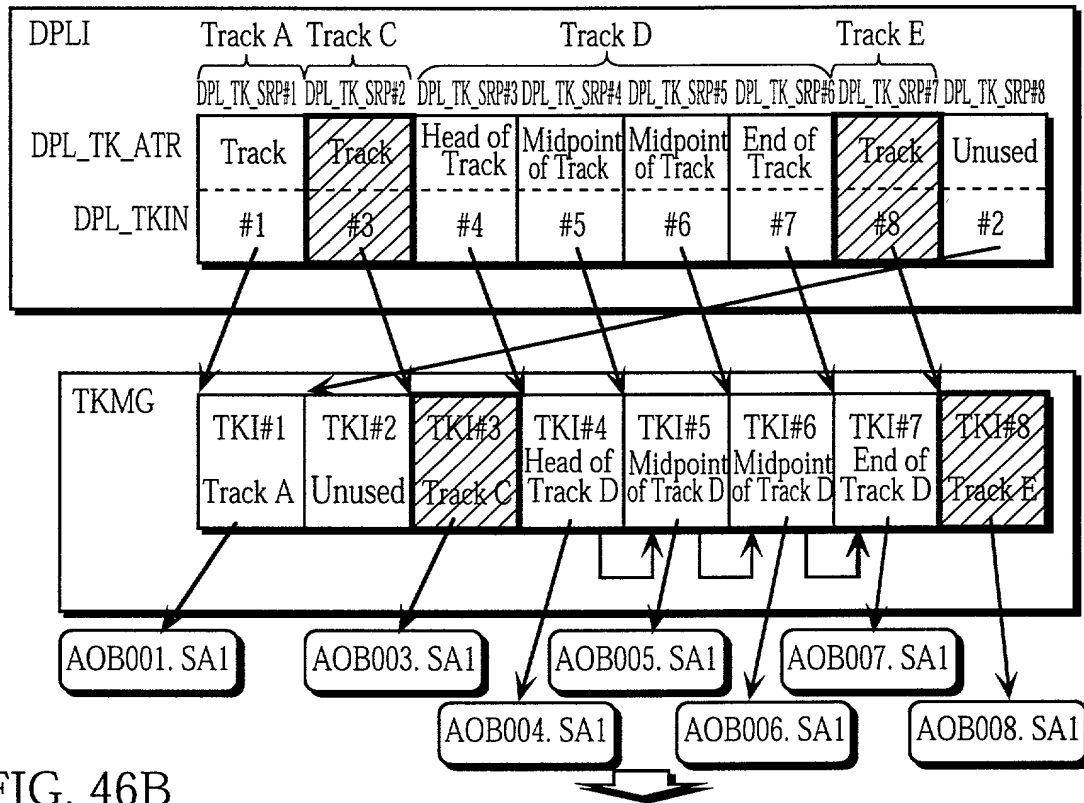 DPLI
Track A Track C Track D Track E
DPL_TK_SRP#1 DPL_TK_SRP#2 DPL_TK_SRP#3 DPL_TK_SRP#4 DPL_TK_SRP#5 DPL_TK_SRP#6 DPL_TK_SRP#7 DPL_TK_SRP#8
DPL_TK_ATR
Track
Track
Head of
Track
Midpoint
of Track
Midpoint
of Track
End of
Track
Track
Unused
DPL_TKIN
#1 #3 #4 #5 #6 #7 #8 #2
TKMG
TKI#1
Track A
TKI#2
Unused
TKI#3
Track C
TKI#4
Head of
Track D
TKI#5
Midpoint
of Track D
TKI#6
Midpoint
of Track D
TKI#7
End of
Track D
TKI#8
Track E
AOB001. SA1 AOB003. SA1 AOB005. SA1 AOB007. SA1
AOB004. SA1 AOB006. SA1 AOB008. SA1
FIG. 46B